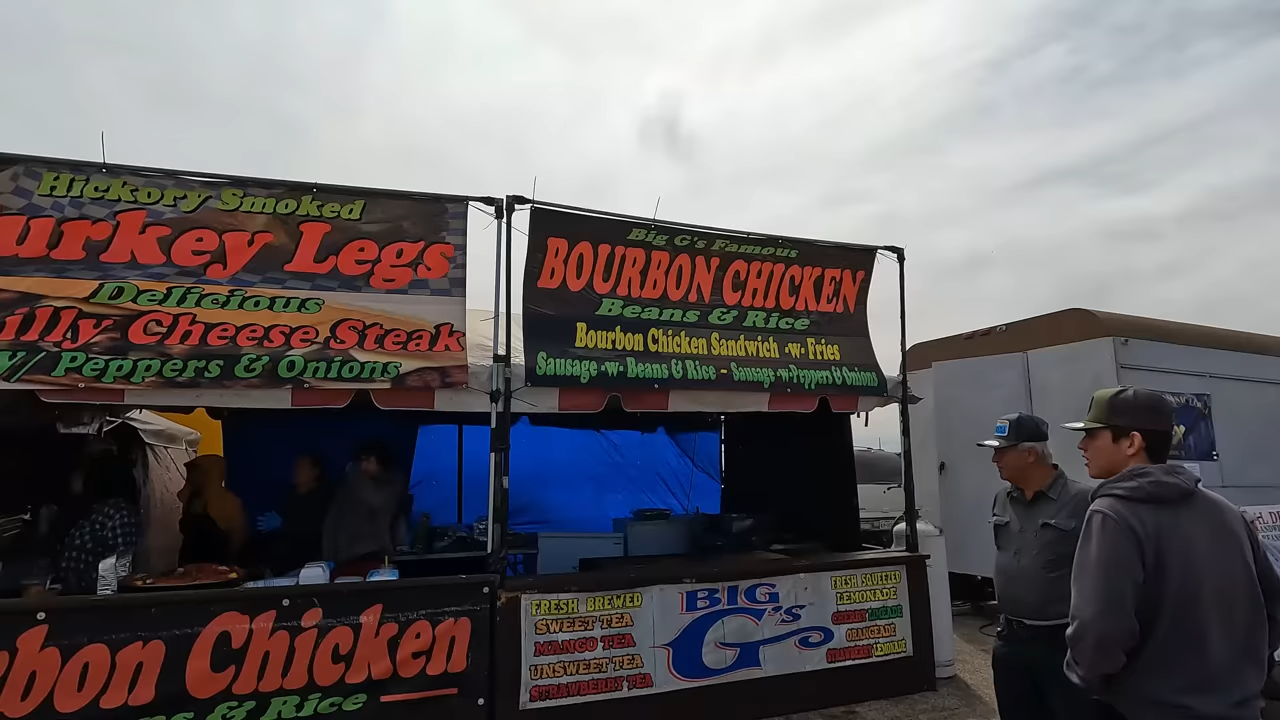 Hickory Smoked
urkey Legs
Delicious
illy Cheese Steak
W/ Peppers & Onions
Big G's Famous
BOURBON CHICKEN
Beans & Rice
Bourbon Chicken Sandwich -w- Fries
Sausage -w- Beans & Rice ~ Sausage -w- Peppers & Onions
bon Chicken
ns & Rice
FRESH BREWED
SWEET TEA
MANGO TEA
UNSWEET TEA
STRAWBERRY TEA
BIG
G's
FRESH SQUEEZED
LEMONADE
CHERRY LIMEADE
ORANGEADE
STRAWBERRY LEMONADE